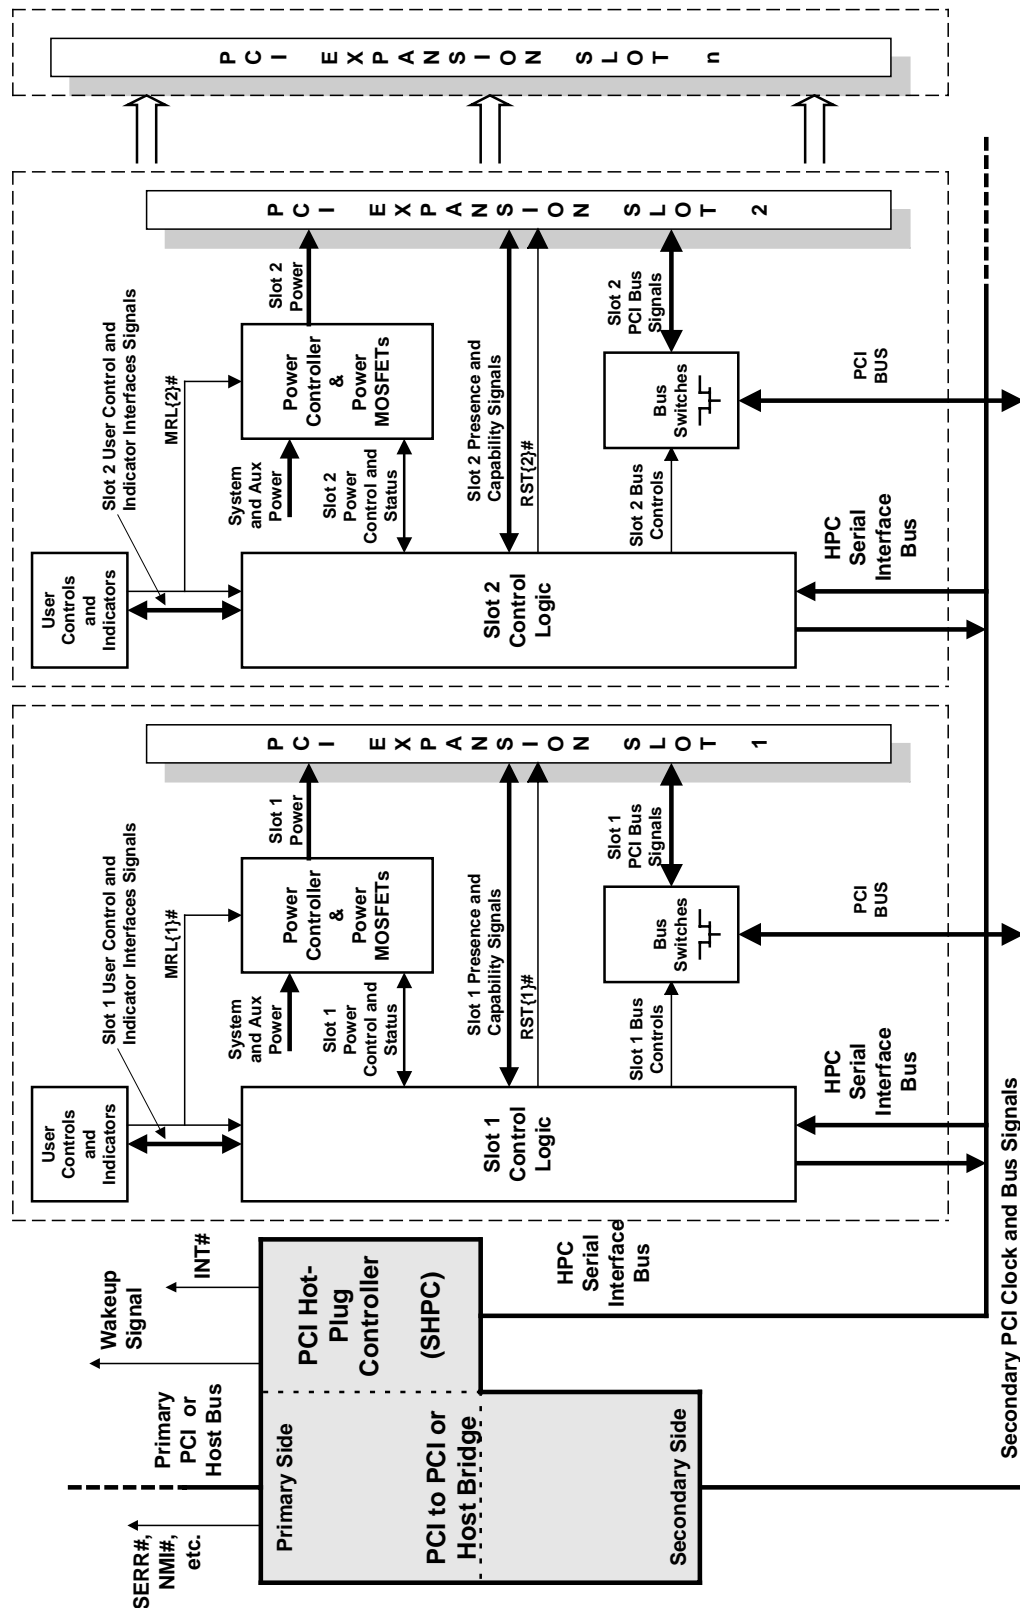 SERR#,
NMI#,
etc.
Primary
PCI or
Host Bus
Wakeup
Signal
INT#
Primary Side
PCI to PCI or
Host Bridge
Secondary Side
PCI Hot-
Plug
Controller
(SHPC)
HPC
Serial
Interface
Bus
Secondary PCI Clock and Bus Signals
Slot 1 User Control and
Indicator Interfaces Signals
User
Controls
and
Indicators
MRL{1}#
System
and Aux
Power
Power
Controller
&
Power
MOSFETs
Slot 1
Power
Slot 1
Power
Control and
Status
Slot 1
Control
Logic
Slot 1 Presence and
Capability Signals
RST{1}#
Slot 1 Bus
Controls
Bus
Switches
Slot 1
PCI Bus
Signals
PCI
BUS
HPC
Serial
Interface
Bus
PCI EXPANSION SLOT 1
Slot 2 User Control and
Indicator Interfaces Signals
User
Controls
and
Indicators
MRL{2}#
System
and Aux
Power
Power
Controller
&
Power
MOSFETs
Slot 2
Power
Slot 2
Power
Control and
Status
Slot 2
Control
Logic
Slot 2 Presence and
Capability Signals
RST{2}#
Slot 2 Bus
Controls
Bus
Switches
Slot 2
PCI Bus
Signals
PCI
BUS
HPC
Serial
Interface
Bus
PCI EXPANSION SLOT 2
PCI EXPANSION SLOT n